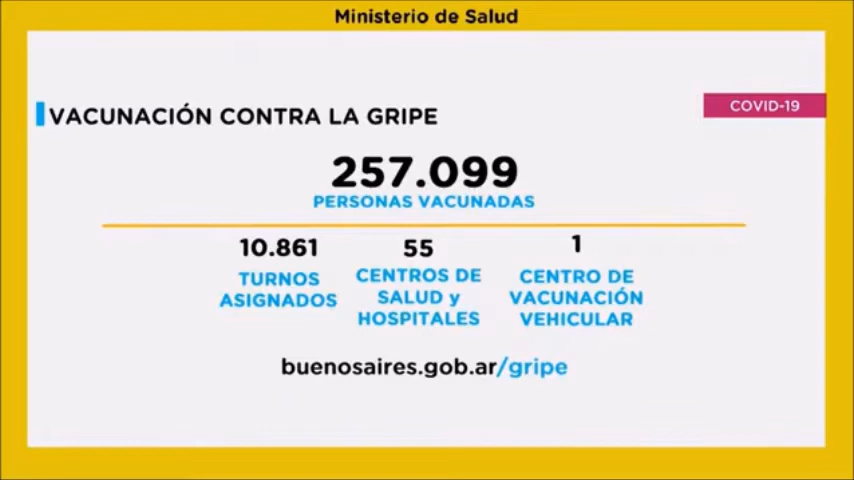 Ministerio de Salud
VACUNACIÓN CONTRA LA GRIPE
COVID-19
257.099
PERSONAS VACUNADAS
10.861
TURNOS
ASIGNADOS
55
CENTROS DE
SALUD y
HOSPITALES
1
CENTRO DE
VACUNACIÓN
VEHICULAR
buenosaires.gob.ar/gripe